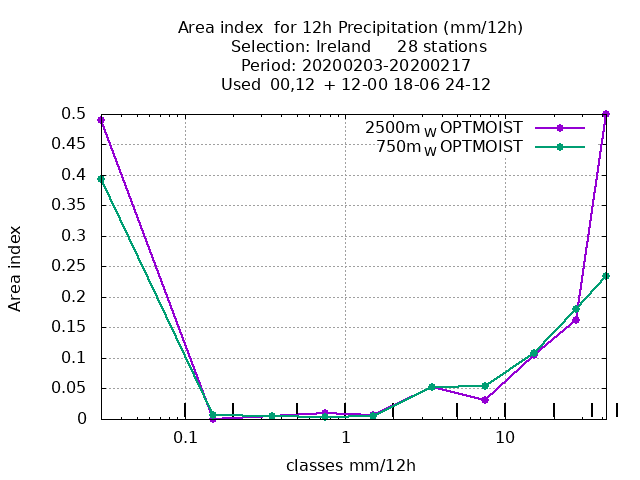 Area index  for 12h Precipitation (mm/12h)
Selection: Ireland     28 stations
Period: 20200203-20200217
Used  00,12  + 12-00 18-06 24-12
2500m W OPTMOIST
750m W OPTMOIST
0.5
0.45
0.4
0.35
0.3
0.25
0.2
0.15
0.1
0.05
0
Area index
0.1
1
10
classes mm/12h